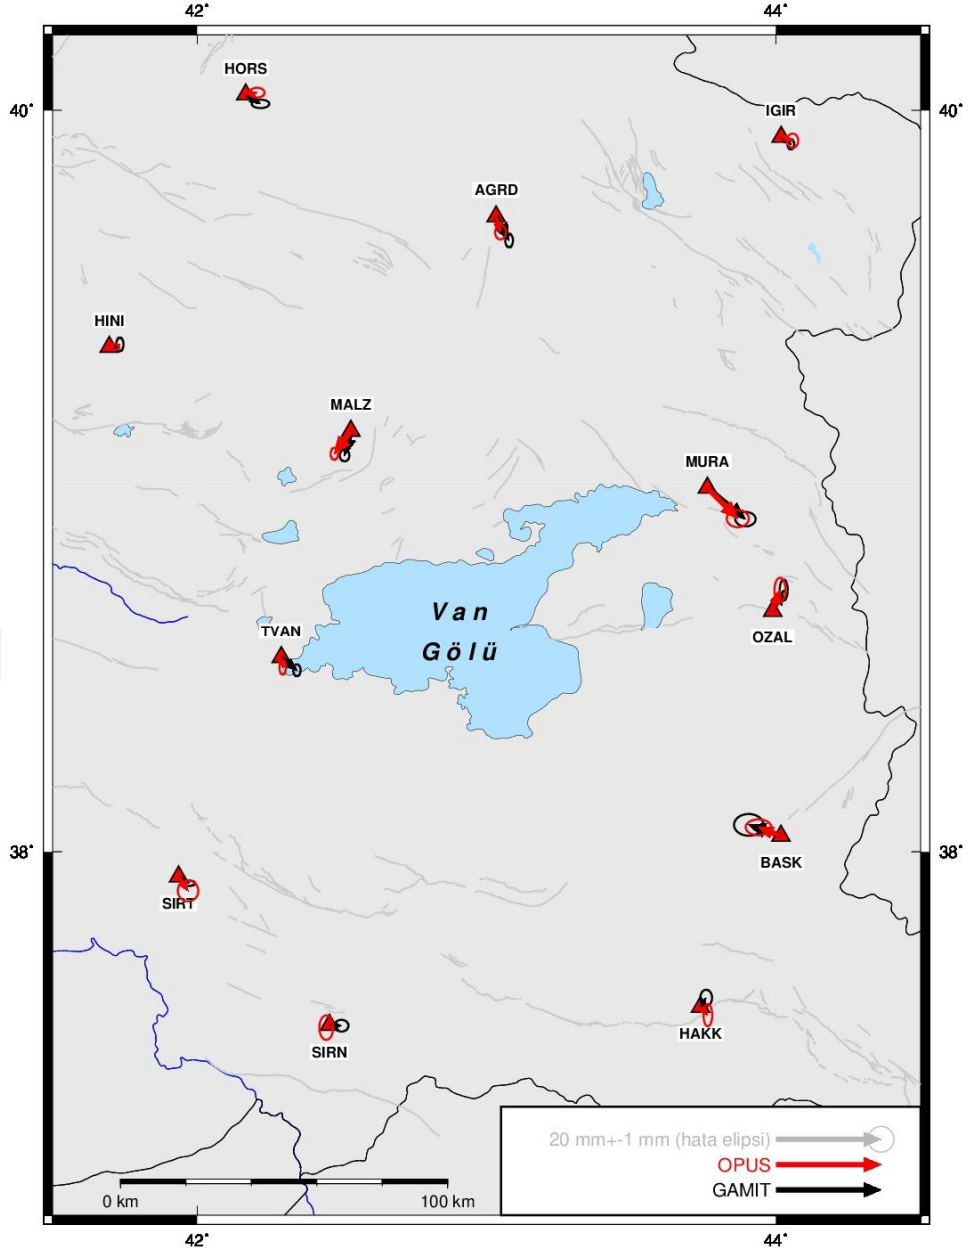 42˚ 44˚
HORS
40˚ 40˚
IGIR
AGRD
HINI
MALZ
MURA
Van
Gölü
TVAN
OZAL
38˚ 38˚
BASK
SIRT
HAKK
SIRN
20 mm+-1 mm (hata elipsi)
OPUS
GAMIT
0 km 100 km
42˚ 44˚